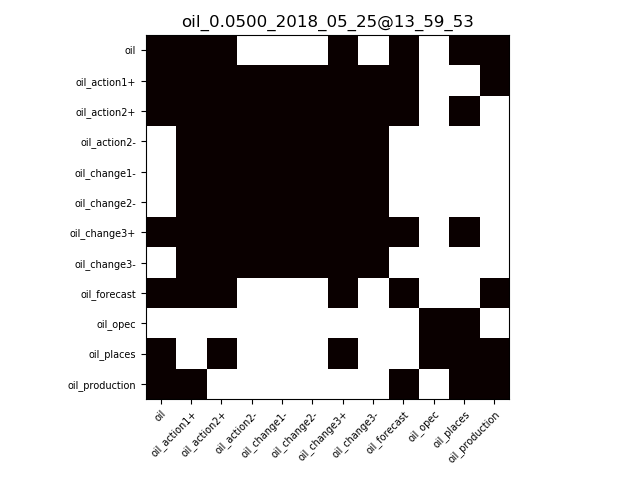 oil_0.0500_2018_05_25@13_59_53
oil
oil_action1+
oil_action2+
oil_action2-
oil_change1-
oil_change2-
oil_change3+
oil_change3-
oil_forecast
oil_opec
oil_places
oil_production
oil
oil_action1+
oil_action2+
oil_action2-
oil_change1-
oil_change2-
oil_change3+
oil_change3-
oil_forecast
oil_opec
oil_places
oil_production